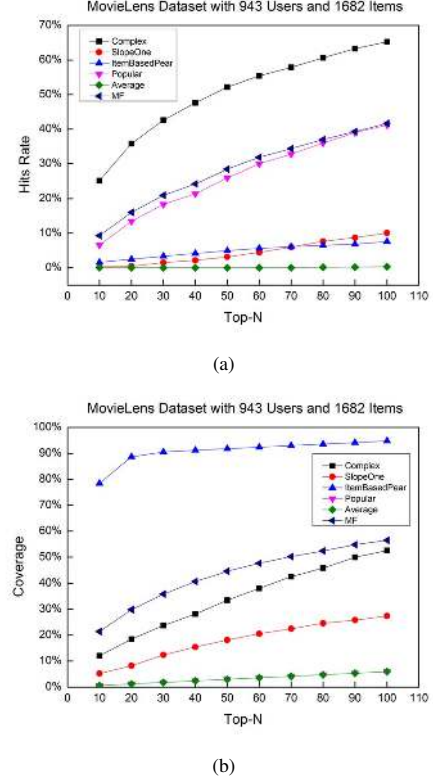 MovieLens Dataset with 943 Users and 1682 Items
70%
60%
50%
40%
30%
20%
10%
0%
Hits Rate
Complex
SlopeOne
ItemBasedPear
Popular
Average
MF
0 10 20 30 40 50 60 70 80 90 100 110
Top-N
(a)
MovieLens Dataset with 943 Users and 1682 Items
100%
90%
80%
70%
60%
50%
40%
30%
20%
10%
0%
Coverage
Complex
SlopeOne
ItemBasedPear
Popular
Average
MF
0 10 20 30 40 50 60 70 80 90 100 110
Top-N
(b)